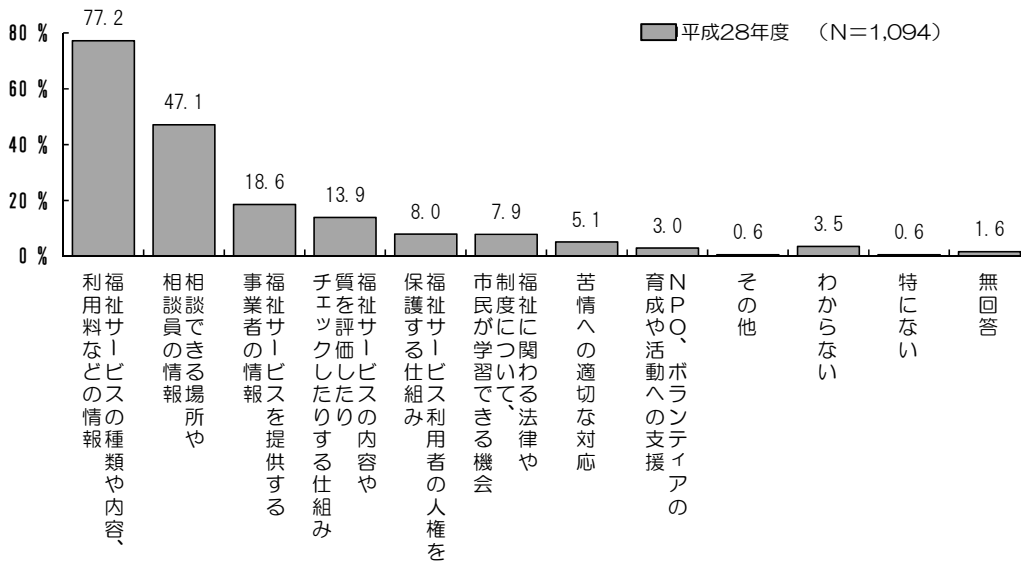 平成28年度 （N＝1,094）
80 %
60 %
40 %
20 %
0 %
77.2
47.1
18.6
13.9
8.0
7.9
5.1
3.0
0.6
3.5
0.6
1.6
福祉サービスの種類や内容、
利用料などの情報
相談できる場所や
相談員の情報
福祉サービスを提供する
事業者の情報
福祉サービスの内容や
質を評価したり
チェックしたりする仕組み
福祉サービス利用者の人権を
保護する仕組み
福祉に関わる法律や
制度について、
市民が学習できる機会
苦情への適切な対応
ＮＰＯ、ボランティアの
育成や活動への支援
その他
わからない
特にない
無回答